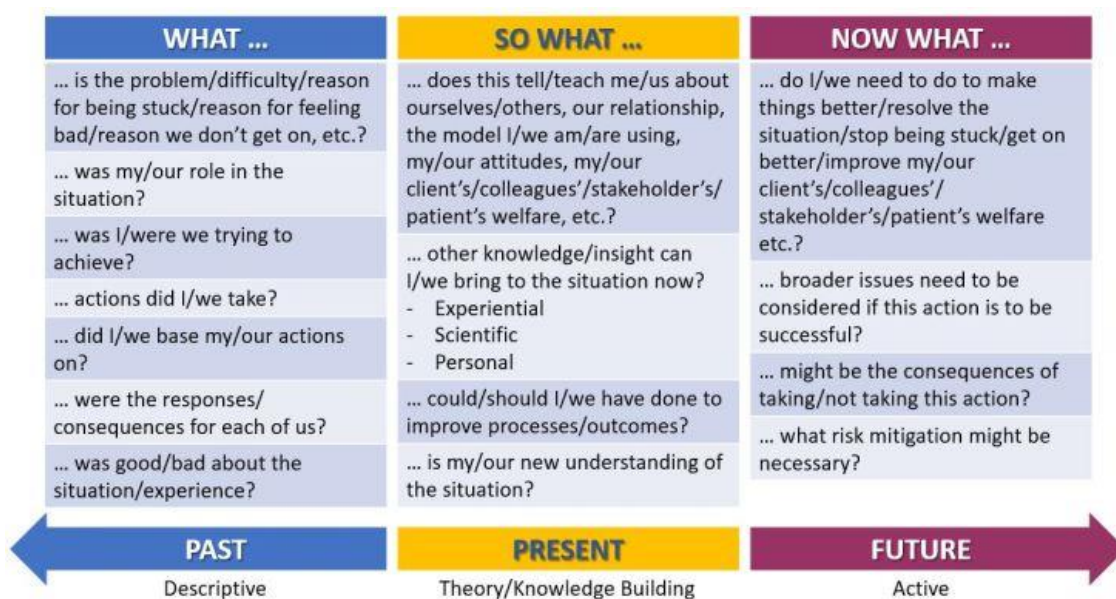 WHAT ...
... is the problem/difficulty/reason
for being stuck/reason for feeling
bad/reason we don't get on, etc.?
... was my/our role in the
situation?
... was I/were we trying to
achieve?
... actions did I/we take?
... did I/we base my/our actions
on?
... were the responses/
consequences for each of us?
... was good/bad about the
situation/experience?
SO WHAT ...
... does this tell/teach me/us about
ourselves/others, our relationship,
the model I/we am/are using,
my/our attitudes, my/our
client's/colleagues'/stakeholder's/
patient's welfare, etc.?
... other knowledge/insight can
I/we bring to the situation now?
- Experiential
- Scientific
- Personal
... could/should I/we have done to
improve processes/outcomes?
... is my/our new understanding of
the situation?
NOW WHAT ...
... do I/we need to do to make
things better/resolve the
situation/stop being stuck/get on
better/improve my/our
client's/colleagues'/
stakeholder's/patient's welfare
etc.?
... broader issues need to be
considered if this action is to be
successful?
... might be the consequences of
taking/not taking this action?
... what risk mitigation might be
necessary?
PAST
Descriptive
PRESENT
Theory/Knowledge Building
FUTURE
Active